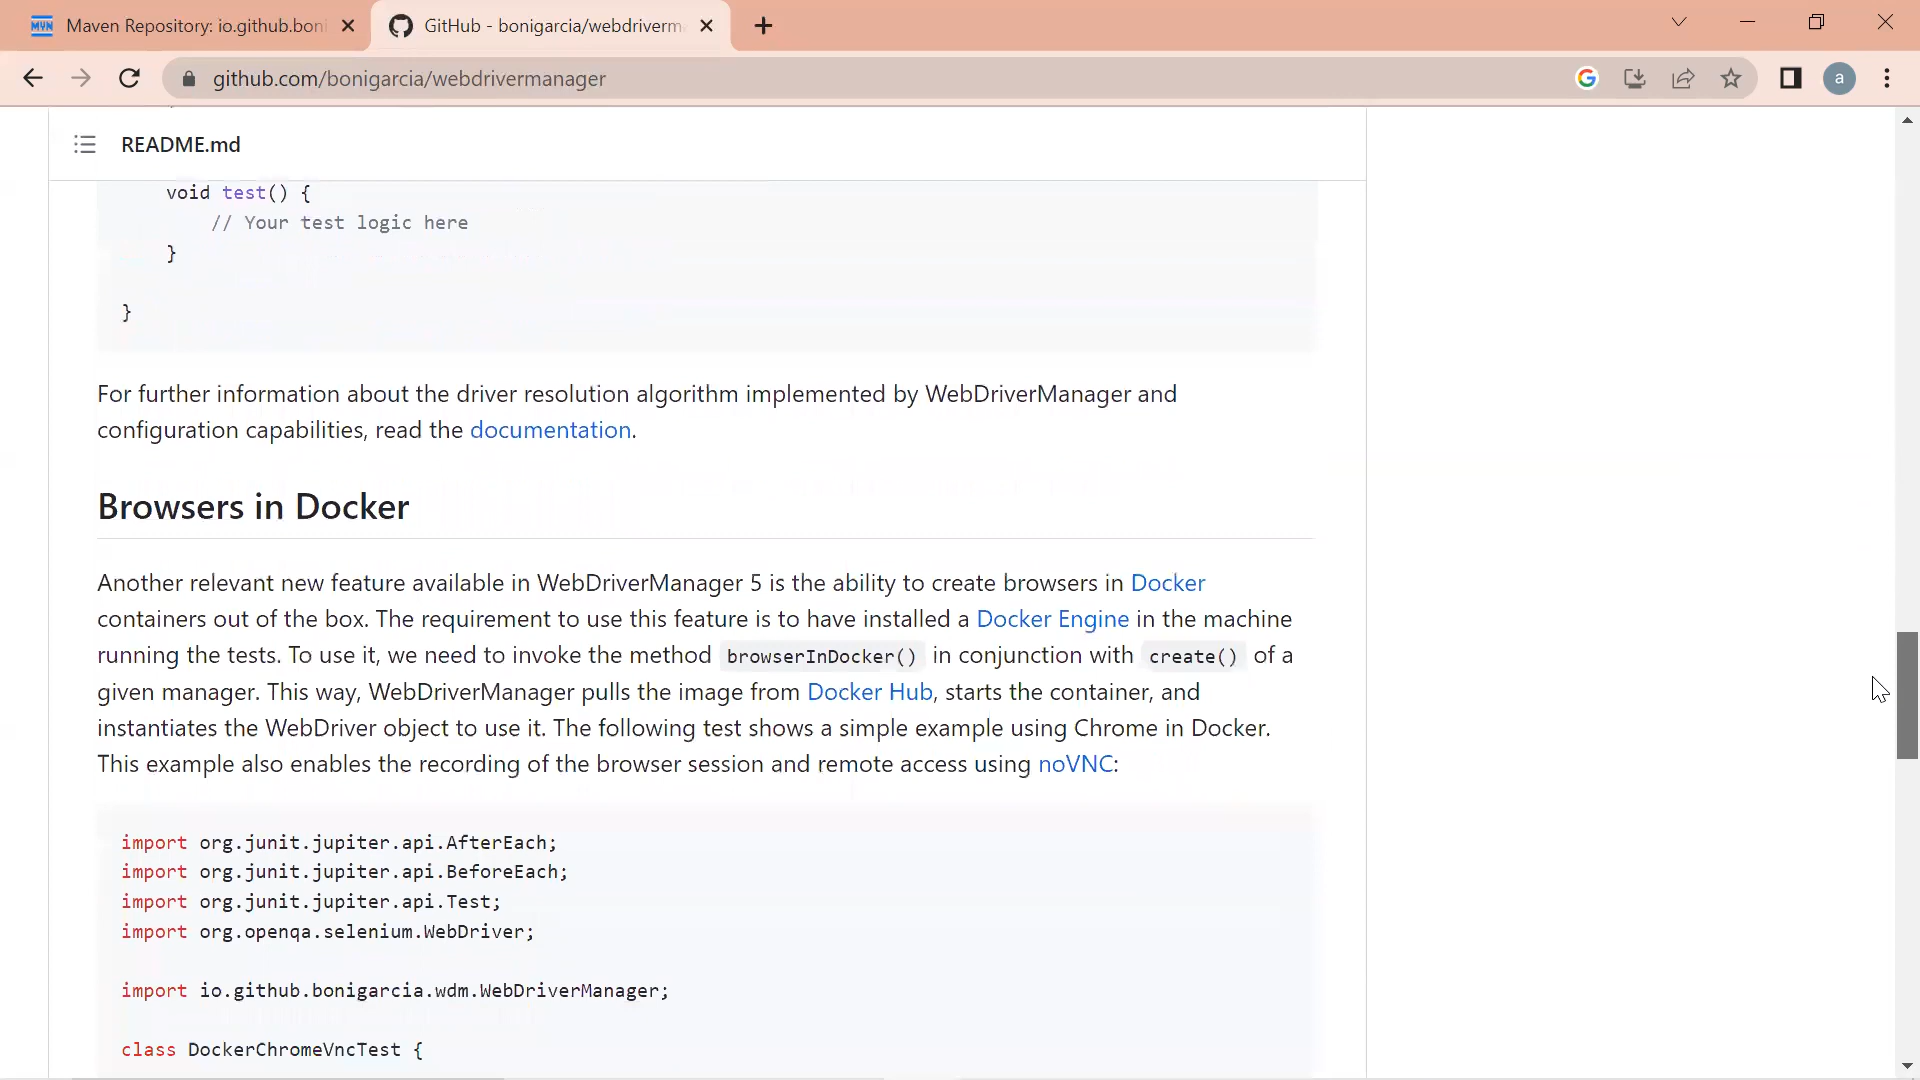 Maven Repository: io.github.boni
GitHub - bonigarcia/webdriverm
github.com/bonigarcia/webdrivermanager
a
README.md
void test() {
// Your test logic here
}
}
For further information about the driver resolution algorithm implemented by WebDriverManager and
configuration capabilities, read the documentation.
Browsers in Docker
Another relevant new feature available in WebDriverManager 5 is the ability to create browsers in Docker
containers out of the box. The requirement to use this feature is to have installed a Docker Engine in the machine
running the tests. To use it, we need to invoke the method browserInDocker() in conjunction with create() of a
given manager. This way, WebDriverManager pulls the image from Docker Hub, starts the container, and
instantiates the WebDriver object to use it. The following test shows a simple example using Chrome in Docker.
This example also enables the recording of the browser session and remote access using noVNC:
import org.junit.jupiter.api.AfterEach;
import org.junit.jupiter.api.BeforeEach;
import org.junit.jupiter.api.Test;
import org.openqa.selenium.WebDriver;
import io.github.bonigarcia.wdm.WebDriverManager;
class DockerChromeVncTest {